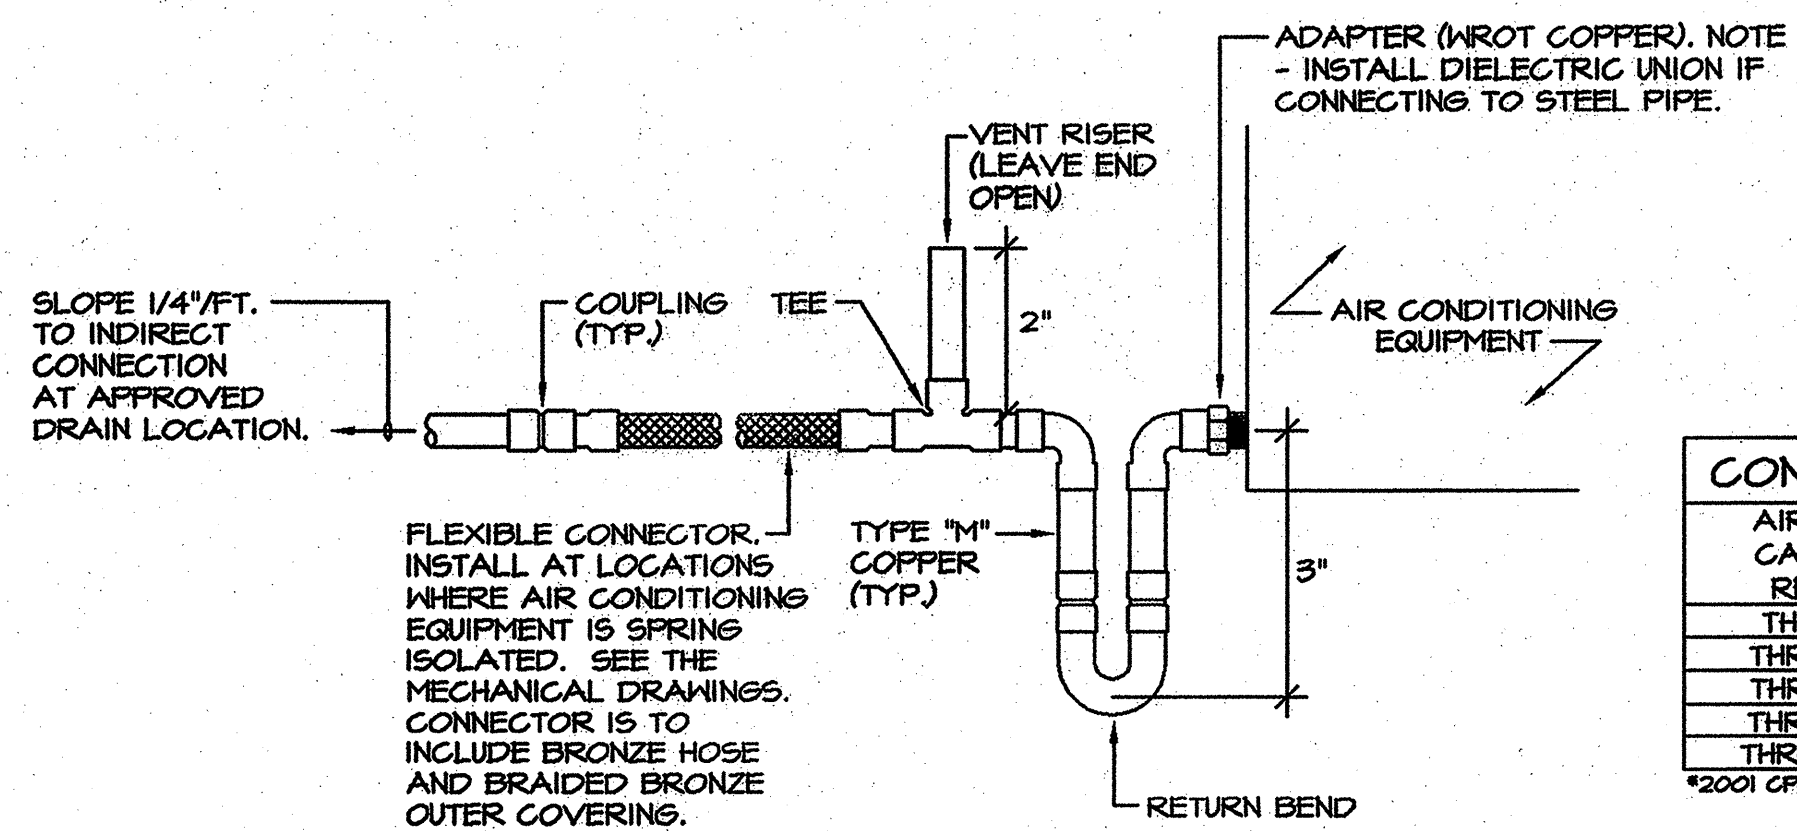 ADAPTER (WROT COPPER). NOTE
- INSTALL DIELECTRIC UNION IF
CONNECTING TO STEEL PIPE.
VENT RISER
(LEAVE END
OPEN)
SLOPE 1/4"/FT.
TO INDIRECT
CONNECTION
AT APPROVED
DRAIN LOCATION.
COUPLING
(TYP.)
TEE
2"
AIR CONDITIONING
EQUIPMENT
FLEXIBLE CONNECTOR.
INSTALL AT LOCATIONS
WHERE AIR CONDITIONING
EQUIPMENT IS SPRING
ISOLATED. SEE THE
MECHANICAL DRAWINGS.
CONNECTOR IS TO
INCLUDE BRONZE HOSE
AND BRAIDED BRONZE
OUTER COVERING.
TYPE "M"
COPPER
(TYP.)
3"
RETURN BEND
CON
AIR
CA
RE
TH
THR
THR
THR
THR
*2001 CP